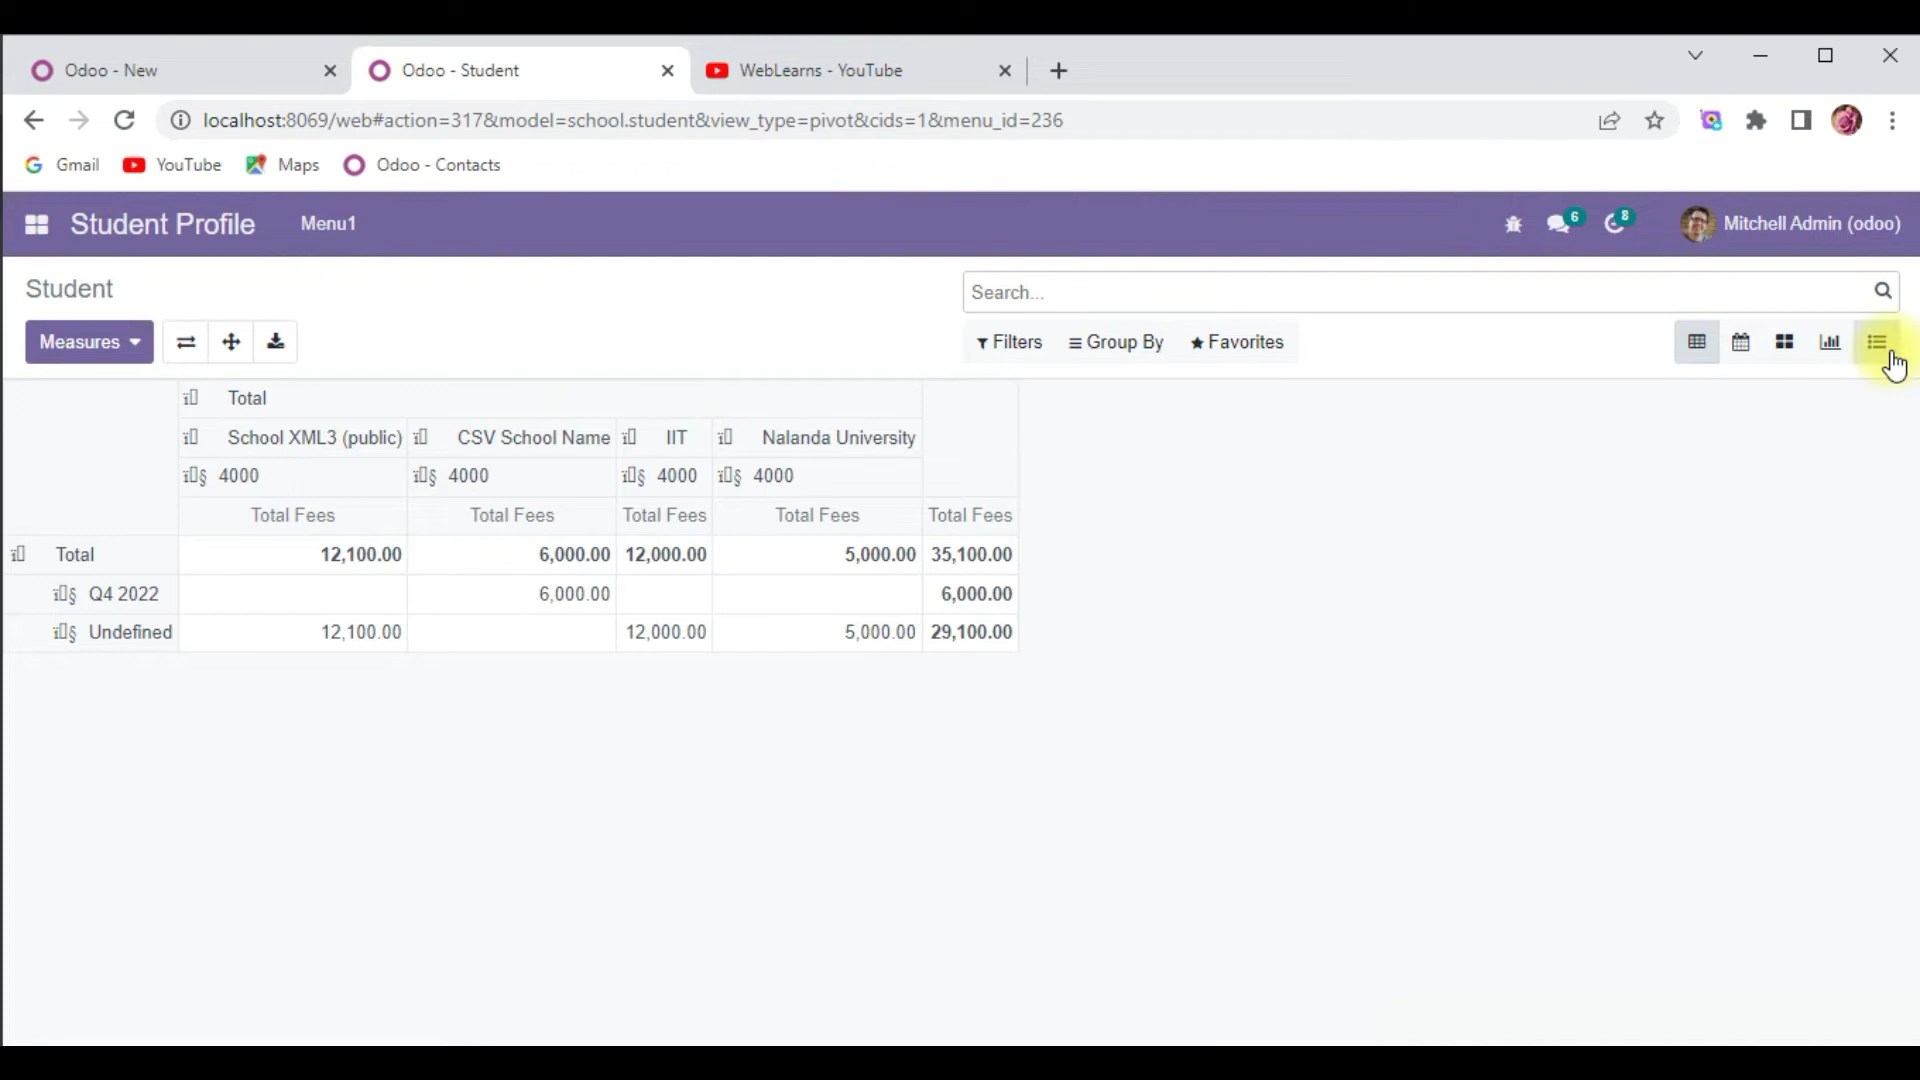 Odoo - New
Odoo - Student
WebLearns - YouTube
localhost:8069/web#action=317&model=school.student&view_type=pivot&cids=1&menu_id=236
Gmail YouTube Maps Odoo - Contacts
Student Profile Menu1 6 8 Mitchell Admin (odoo)
Student
Search...
Measures
Filters Group By Favorites
Total
School XML3 (public) CSV School Name IIT Nalanda University
4000 4000 4000 4000
Total Fees Total Fees Total Fees Total Fees Total Fees
Total 12,100.00 6,000.00 12,000.00 5,000.00 35,100.00
Q4 2022 6,000.00 6,000.00
Undefined 12,100.00 12,000.00 5,000.00 29,100.00